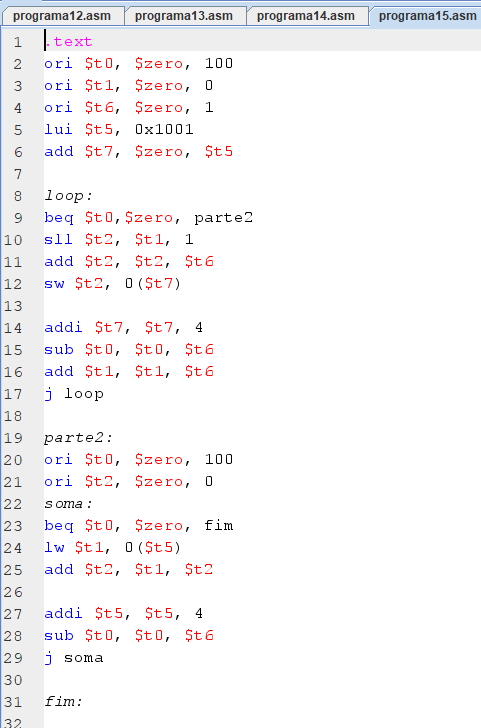 programa12.asm programa13.asm programa14.asm programa15.asm
1 .text
2 ori $t0, $zero, 100
3 ori $t1, $zero, 0
4 ori $t6, $zero, 1
5 lui $t5, 0x1001
6 add $t7, $zero, $t5
7
8 loop:
9 beq $t0,$zero, parte2
10 sll $t2, $t1, 1
11 add $t2, $t2, $t6
12 sw $t2, 0($t7)
13
14 addi $t7, $t7, 4
15 sub $t0, $t0, $t6
16 add $t1, $t1, $t6
17 j loop
18
19 parte2:
20 ori $t0, $zero, 100
21 ori $t2, $zero, 0
22 soma:
23 beq $t0, $zero, fim
24 lw $t1, 0($t5)
25 add $t2, $t1, $t2
26
27 addi $t5, $t5, 4
28 sub $t0, $t0, $t6
29 j soma
30
31 fim:
32